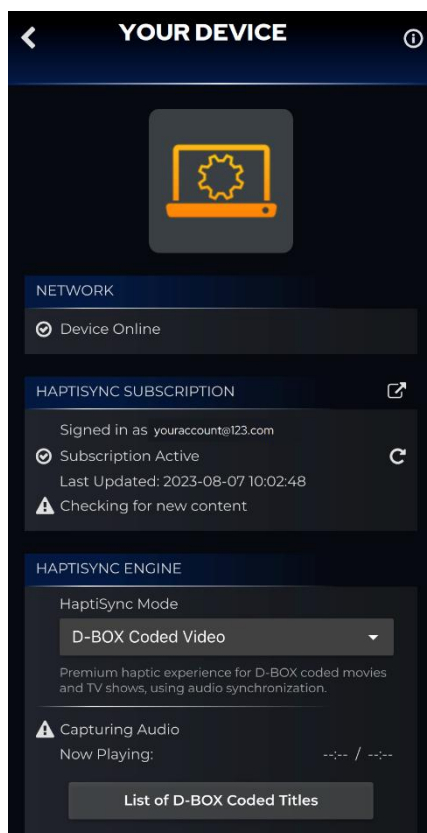 YOUR DEVICE
NETWORK
Device Online
HAPTISYNC SUBSCRIPTION
Signed in as youraccount@123.com
Subscription Active
Last Updated: 2023-08-07 10:02:48
Checking for new content
HAPTISYNC ENGINE
HaptiSync Mode
D-BOX Coded Video
Premium haptic experience for D-BOX coded movies
and TV shows, using audio synchronization.
Capturing Audio
Now Playing: --:-- / --:--
List of D-BOX Coded Titles